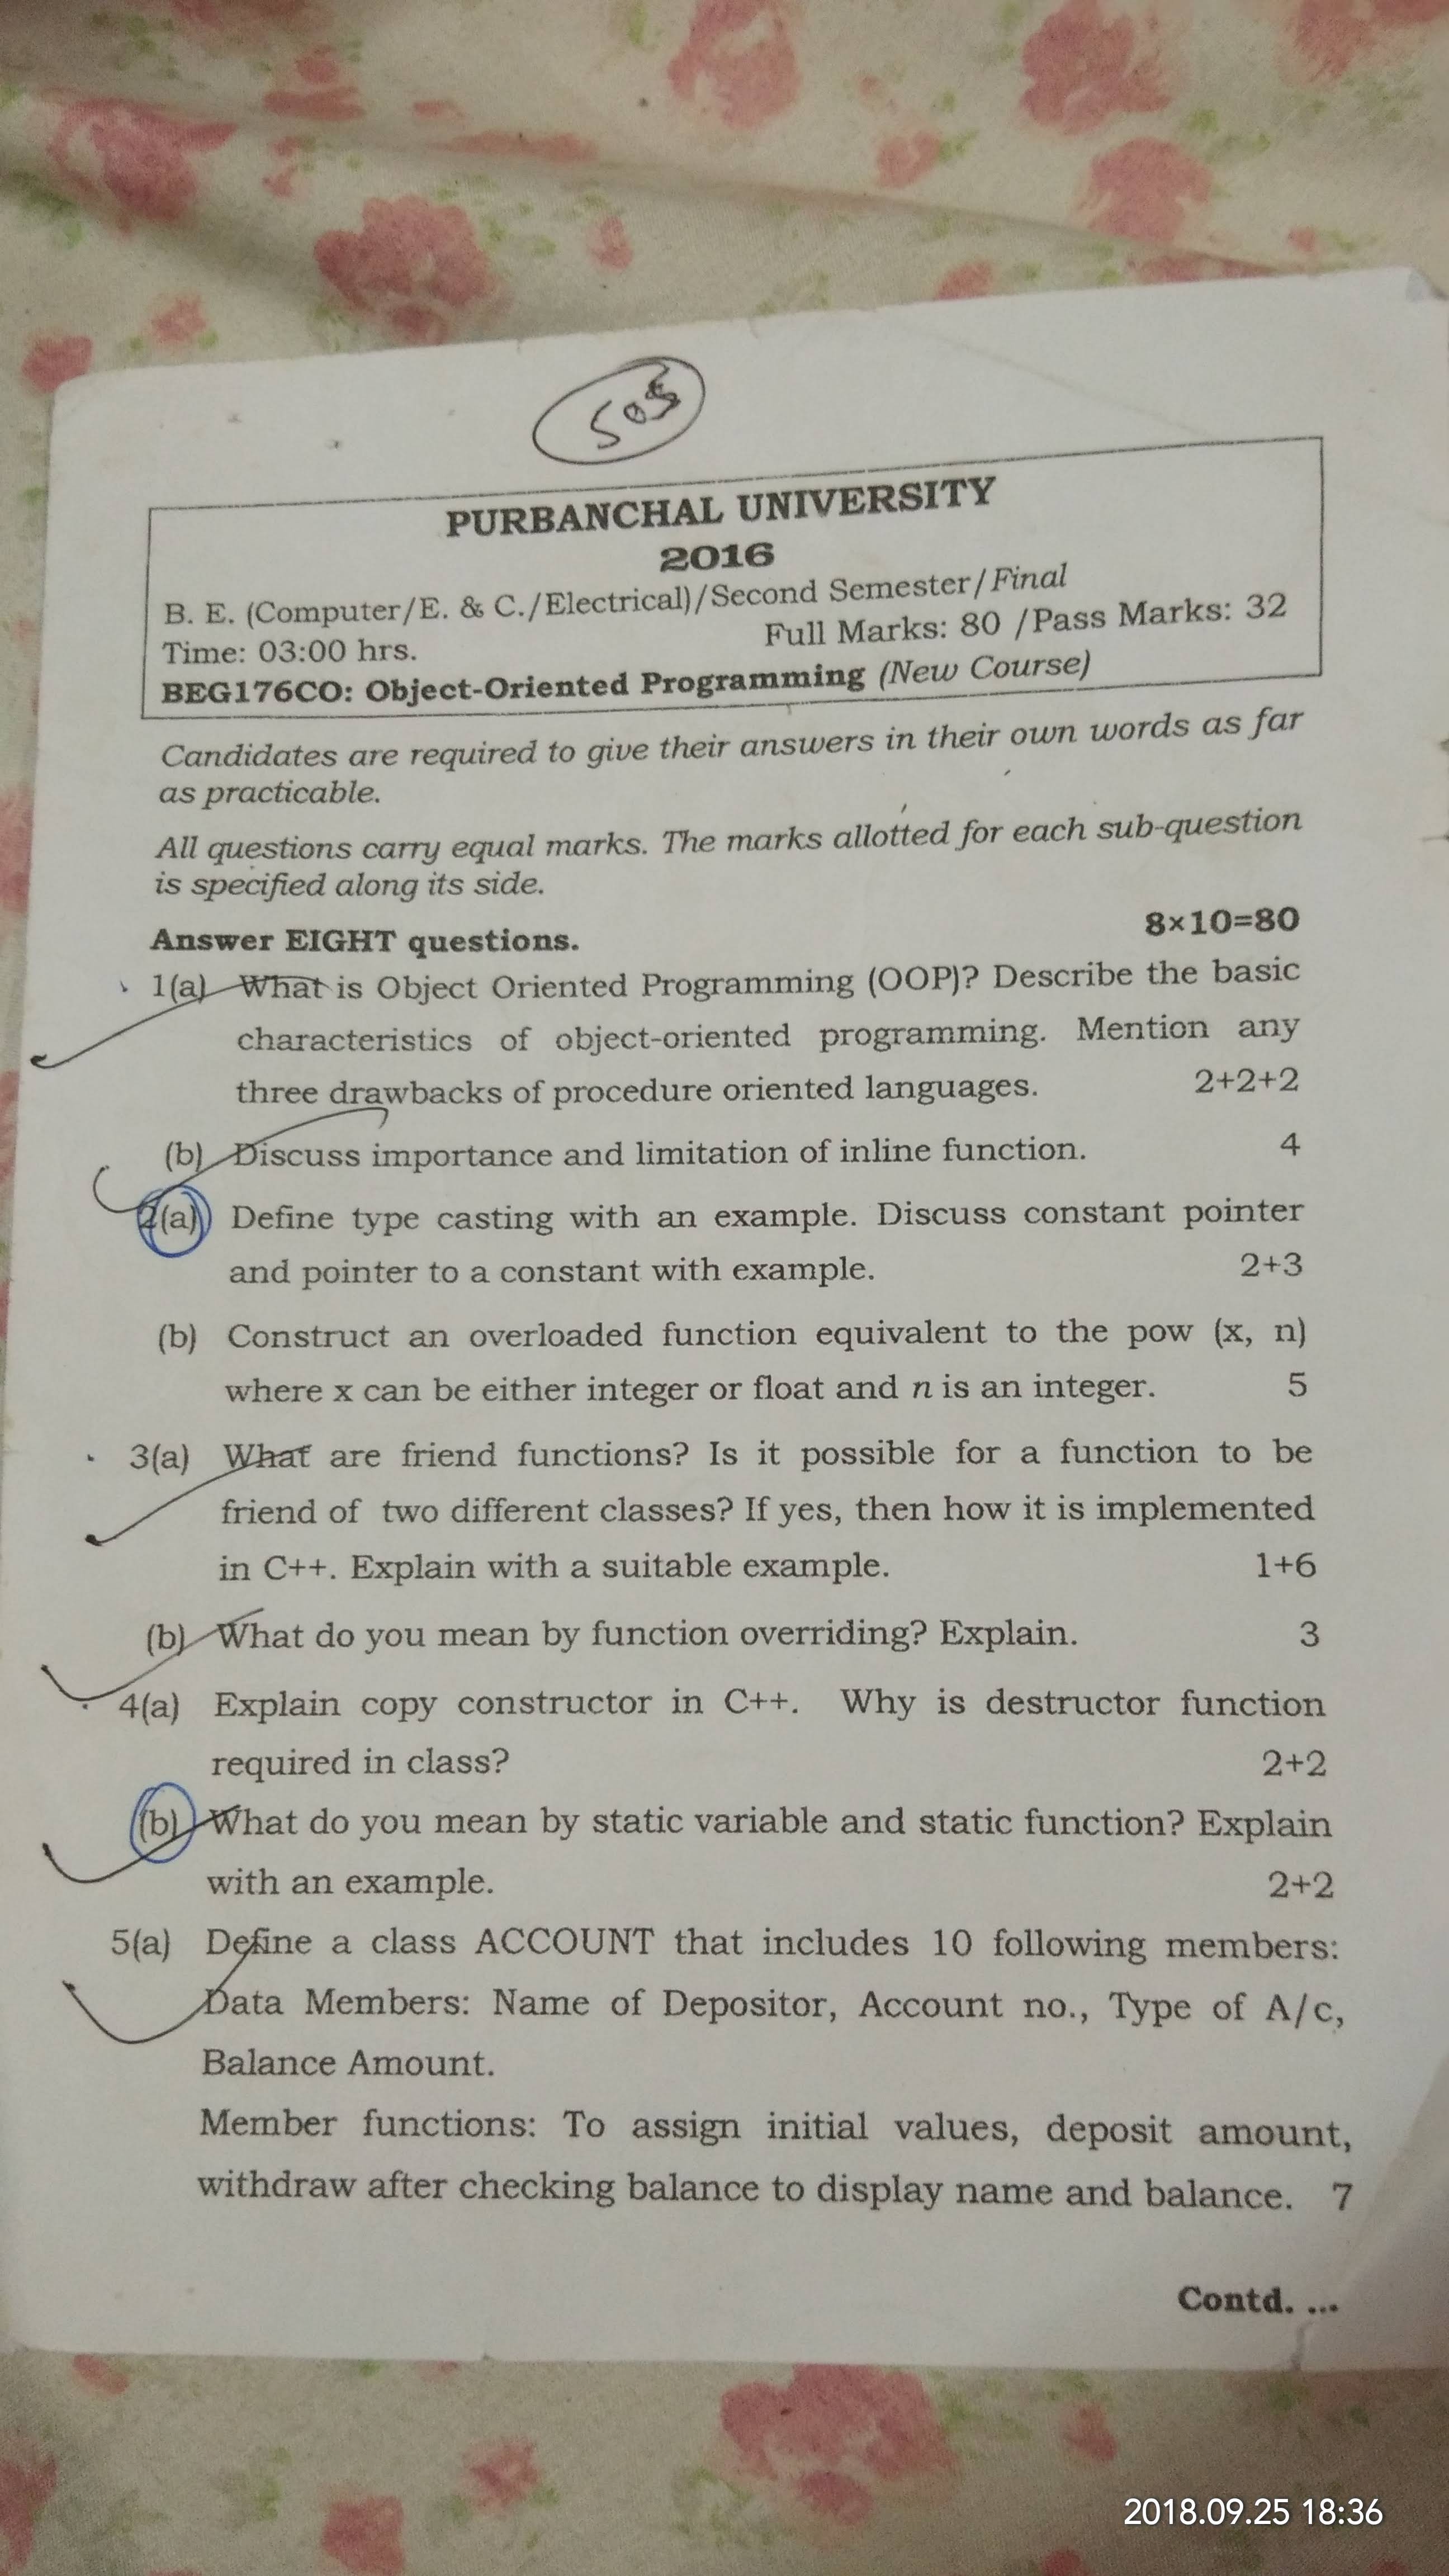 505
PURBANCHAL UNIVERSITY
2016
B. E. (Computer/E. & C./Electrical)/Second Semester/Final
Time: 03:00 hrs. Full Marks: 80 /Pass Marks: 32
BEG176CO: Object-Oriented Programming (New Course)
Candidates are required to give their answers in their own words as far
as practicable.
All questions carry equal marks. The marks allotted for each sub-question
is specified along its side.
Answer EIGHT questions. 8×10=80
1(a) What is Object Oriented Programming (OOP)? Describe the basic
characteristics of object-oriented programming. Mention any
three drawbacks of procedure oriented languages. 2+2+2
(b) Discuss importance and limitation of inline function. 4
2(a) Define type casting with an example. Discuss constant pointer
and pointer to a constant with example. 2+3
(b) Construct an overloaded function equivalent to the pow (x, n)
where x can be either integer or float and n is an integer. 5
3(a) What are friend functions? Is it possible for a function to be
friend of two different classes? If yes, then how it is implemented
in C++. Explain with a suitable example. 1+6
(b) What do you mean by function overriding? Explain. 3
4(a) Explain copy constructor in C++. Why is destructor function
required in class? 2+2
(b) What do you mean by static variable and static function? Explain
with an example. 2+2
5(a) Define a class ACCOUNT that includes 10 following members:
Data Members: Name of Depositor, Account no., Type of A/c,
Balance Amount.
Member functions: To assign initial values, deposit amount,
withdraw after checking balance to display name and balance. 7
Contd. ...
2018.09.25 18:36